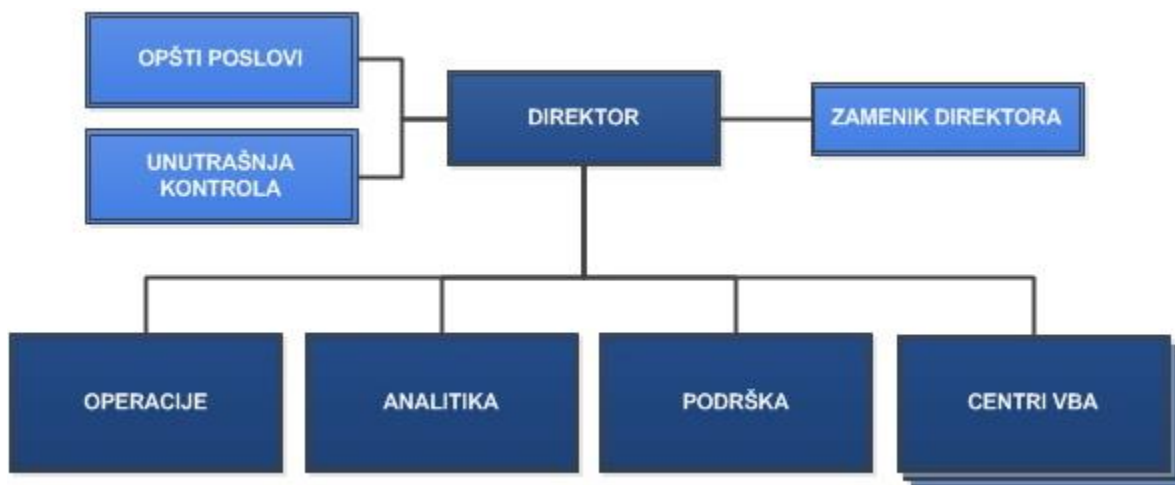 OPŠTI POSLOVI
DIREKTOR
ZAMENIK DIREKTORA
UNUTRAŠNJA
KONTROLA
OPERACIJE
ANALITIKA
PODRŠKA
CENTRI VBA